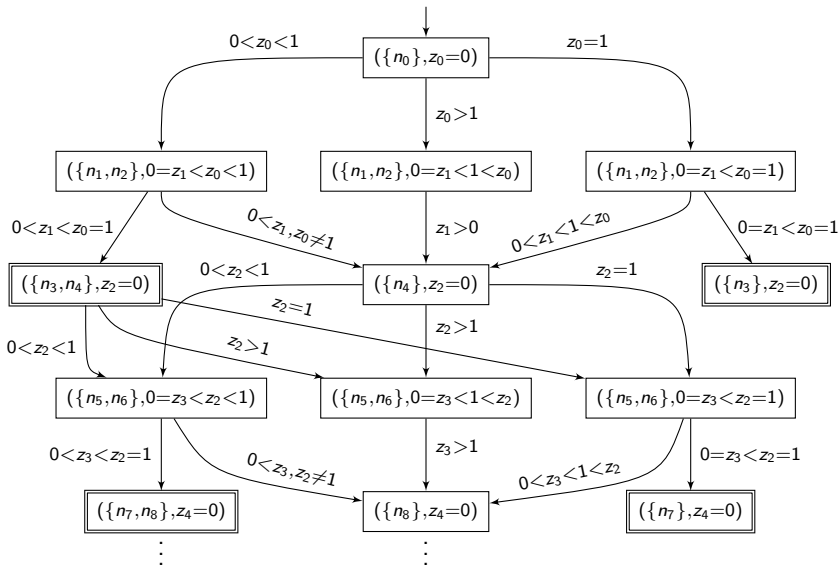 0<z₀<1
({n₀},z₀=0)
z₀=1
z₀>1
({n₁,n₂},0=z₁<z₀<1)
({n₁,n₂},0=z₁<1<z₀)
({n₁,n₂},0=z₁<z₀=1)
0<z₁<z₀=1
0<z₁,z₀≠1
z₁>0
0<z₁<1<z₀
0=z₁<z₀=1
({n₃,n₄},z₂=0)
0<z₂<1
({n₄},z₂=0)
z₂=1
({n₃},z₂=0)
z₂=1
0<z₂<1
z₂>1
z₂>1
({n₅,n₆},0=z₃<z₂<1)
({n₅,n₆},0=z₃<1<z₂)
({n₅,n₆},0=z₃<z₂=1)
0<z₃<z₂=1
0<z₃,z₂≠1
z₃>1
0<z₃<1<z₂
0=z₃<z₂=1
({n₇,n₈},z₄=0)
({n₈},z₄=0)
({n₇},z₄=0)